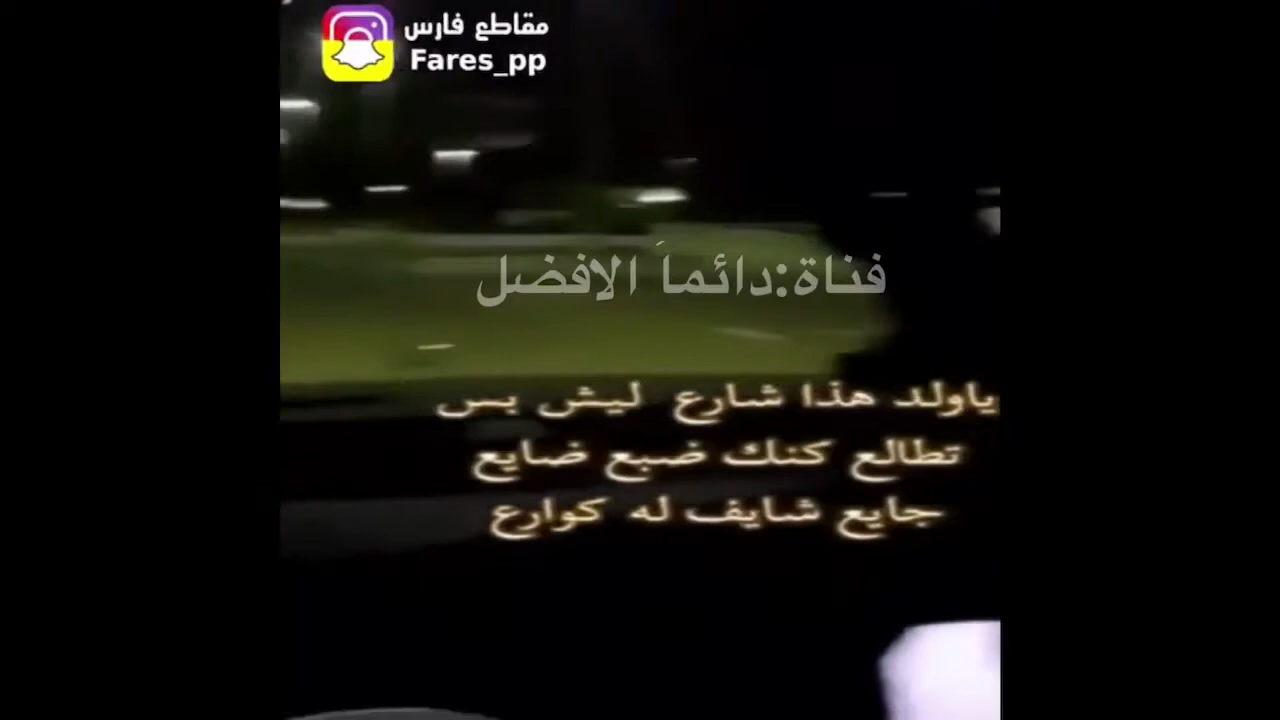 مقاطع فارس
Fares_pp
فناة:دائماَ الافضل
ياولد هذا شارع ليش بس
تطالع كنك ضبع ضايع
جايع شايف له كوارع